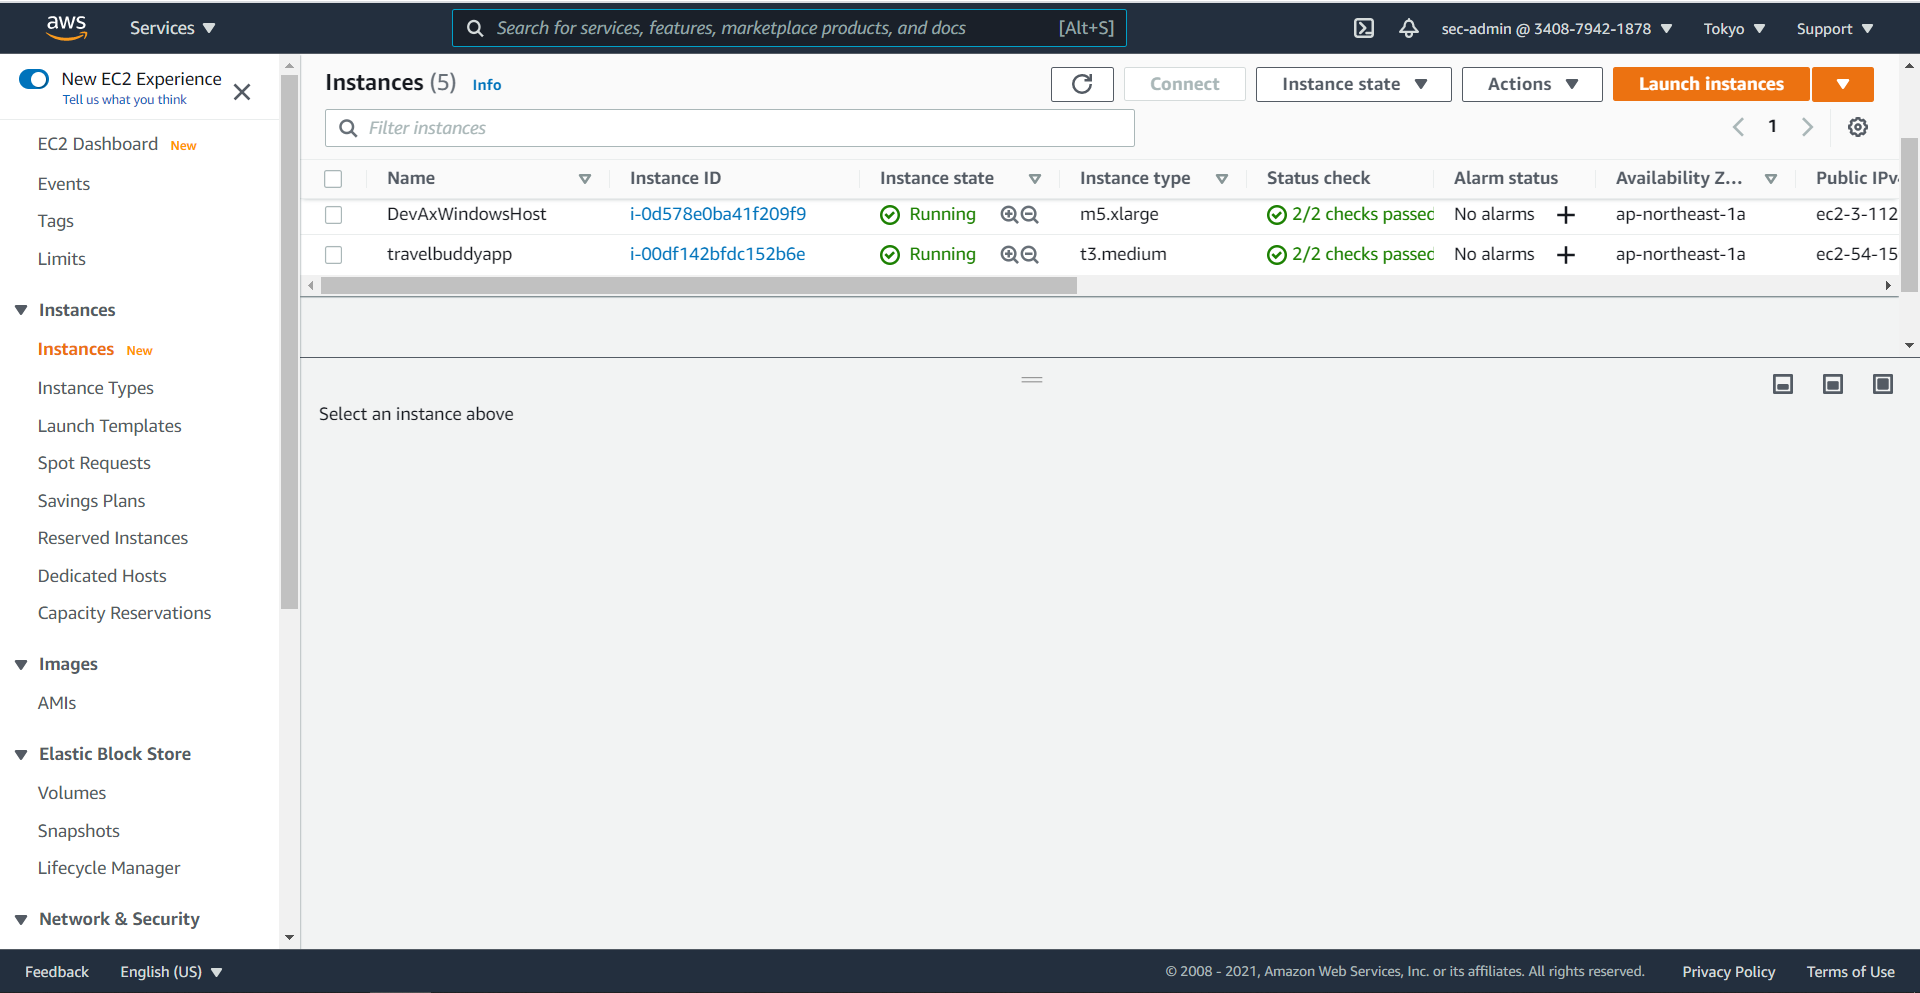 aws
Services
Search for services, features, marketplace products, and docs
[Alt+S]
sec-admin @ 3408-7942-1878
Tokyo
Support
New EC2 Experience
Tell us what you think
EC2 Dashboard New
Events
Tags
Limits
Instances
Instances New
Instance Types
Launch Templates
Spot Requests
Savings Plans
Reserved Instances
Dedicated Hosts
Capacity Reservations
Images
AMIs
Elastic Block Store
Volumes
Snapshots
Lifecycle Manager
Network & Security
Instances (5) Info
Connect
Instance state
Actions
Launch instances
Filter instances
1
Name Instance ID Instance state Instance type Status check Alarm status Availability Z... Public IPv
DevAxWindowsHost i-0d578e0ba41f209f9 Running m5.xlarge 2/2 checks passed No alarms ap-northeast-1a ec2-3-112
travelbuddyapp i-00df142bfdc152b6e Running t3.medium 2/2 checks passed No alarms ap-northeast-1a ec2-54-15
Select an instance above
Feedback
English (US)
© 2008 - 2021, Amazon Web Services, Inc. or its affiliates. All rights reserved.
Privacy Policy
Terms of Use